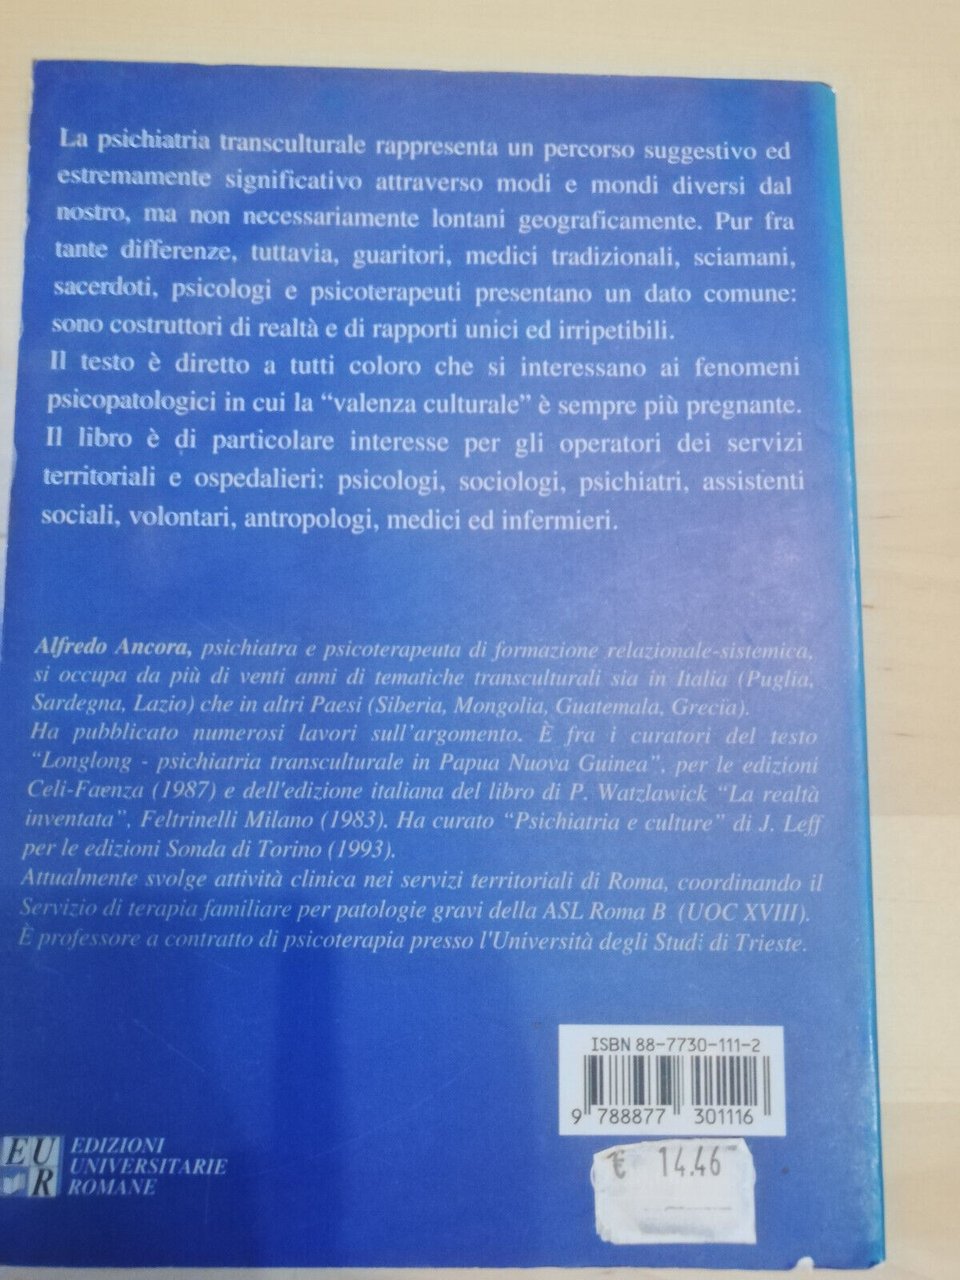 La psichiatria transculturale rappresenta un percorso suggestivo ed
estremamente significativo attraverso modi e mondi diversi dal
nostro, ma non necessariamente lontani geograficamente. Pur fra
tante differenze, tuttavia, guaritori, medici tradizionali, sciamani,
sacerdoti, psicologi e psicoterapeuti presentano un dato comune:
sono costruttori di realtà e di rapporti unici ed irripetibili.
Il testo è diretto a tutti coloro che si interessano ai fenomeni
psicopatologici in cui la “valenza culturale” è sempre più pregnante.
Il libro è di particolare interesse per gli operatori dei servizi
territoriali e ospedalieri: psicologi, sociologi, psichiatri, assistenti
sociali, volontari, antropologi, medici ed infermieri.
Alfredo Ancora, psichiatra e psicoterapeuta di formazione relazionale-sistemica,
si occupa da più di venti anni di tematiche transculturali sia in Italia (Puglia,
Sardegna, Lazio) che in altri Paesi (Siberia, Mongolia, Guatemala, Grecia).
Ha pubblicato numerosi lavori sull'argomento. È fra i curatori del testo
“Longlong - psichiatria transculturale in Papua Nuova Guinea”, per le edizioni
Celi-Faenza (1987) e dell'edizione italiana del libro di P. Watzlawick “La realtà
inventata”, Feltrinelli Milano (1983). Ha curato “Psichiatria e culture” di J. Leff
per le edizioni Sonda di Torino (1993).
Attualmente svolge attività clinica nei servizi territoriali di Roma, coordinando il
Servizio di terapia familiare per patologie gravi della ASL Roma B (UOC XVIII).
È professore a contratto di psicoterapia presso l'Università degli Studi di Trieste.
ISBN 88-7730-111-2
9 788877 301116
€ 14.46
EUR
EDIZIONI
UNIVERSITARIE
ROMANE